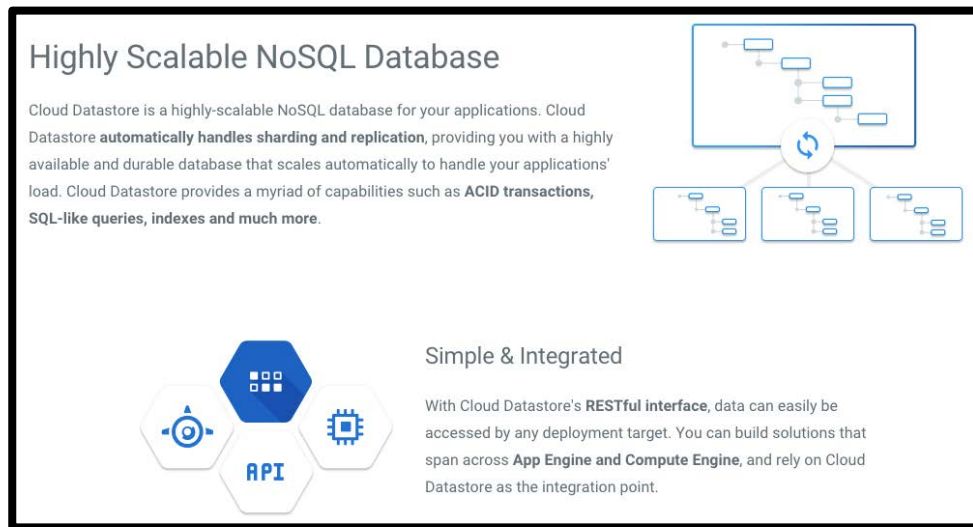 Highly Scalable NoSQL Database
Cloud Datastore is a highly-scalable NoSQL database for your applications. Cloud
Datastore automatically handles sharding and replication, providing you with a highly
available and durable database that scales automatically to handle your applications'
load. Cloud Datastore provides a myriad of capabilities such as ACID transactions,
SQL-like queries, indexes and much more.
API
Simple & Integrated
With Cloud Datastore's RESTful interface, data can easily be
accessed by any deployment target. You can build solutions that
span across App Engine and Compute Engine, and rely on Cloud
Datastore as the integration point.